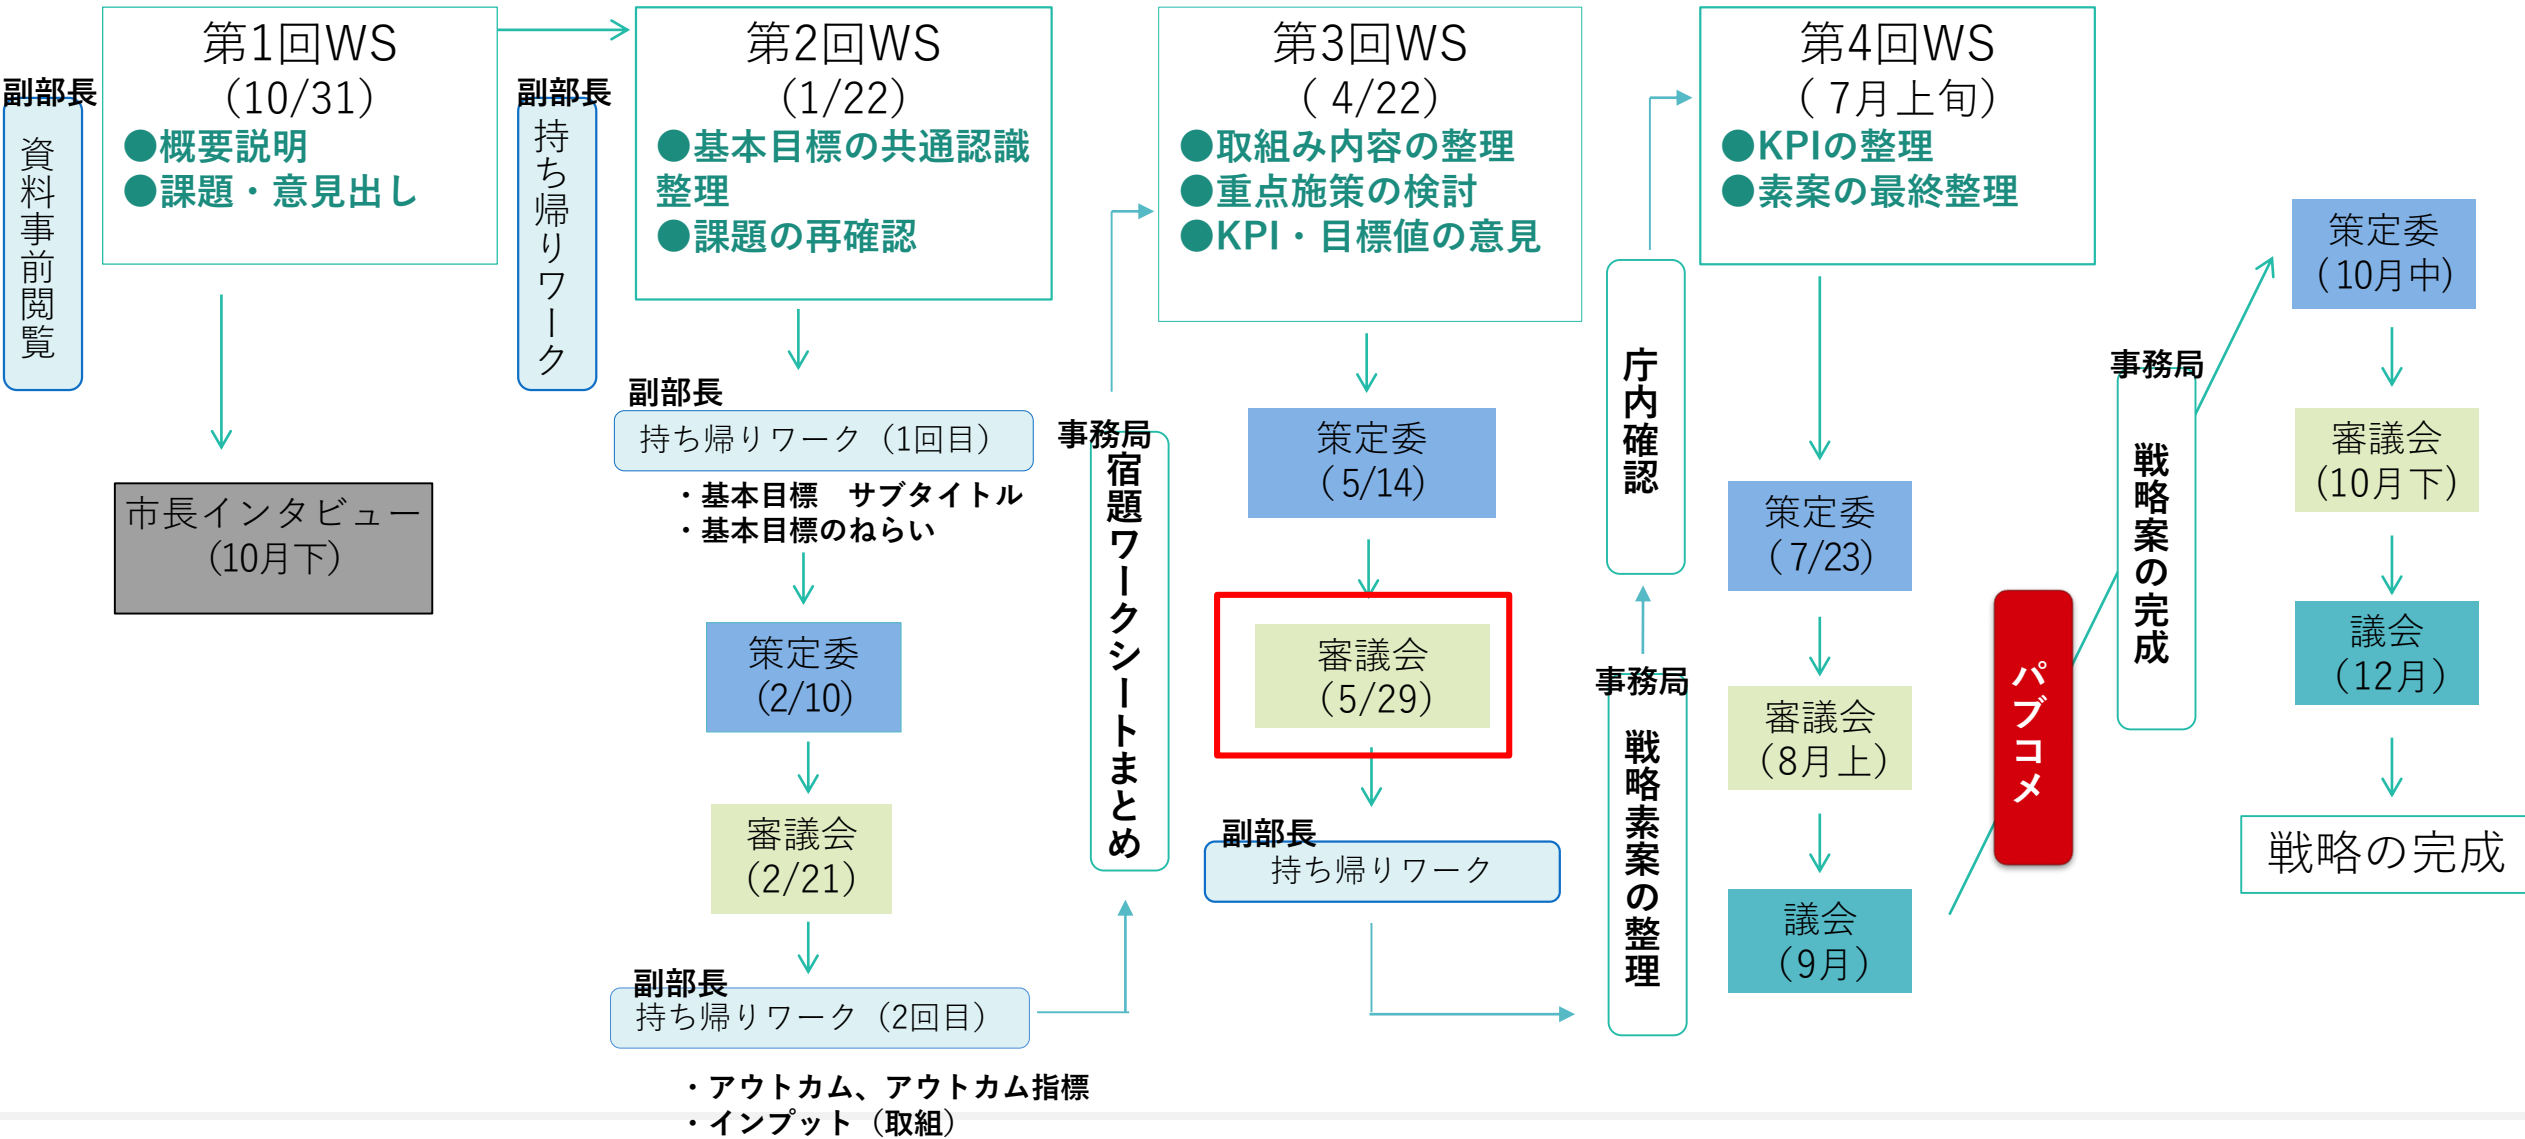 副部長
資料事前閲覧
第1回WS
（10/31）
●概要説明
●課題・意見出し
市長インタビュー
（10月下）
副部長
持ち帰りワーク
第2回WS
（1/22）
●基本目標の共通認識
整理
●課題の再確認
副部長
持ち帰りワーク（1回目）
・基本目標　サブタイトル
・基本目標のねらい
策定委
（2/10）
審議会
（2/21）
副部長
持ち帰りワーク（2回目）
・アウトカム、アウトカム指標
・インプット（取組）
事務局
宿題ワークシートまとめ
第3回WS
（ 4/22）
●取組み内容の整理
●重点施策の検討
●KPI・目標値の意見
策定委
（ 5/14）
審議会
（5/29）
副部長
持ち帰りワーク
事務局
戦略素案の整理
庁内確認
第4回WS
（ 7月上旬）
●KPIの整理
●素案の最終整理
策定委
（ 7/23）
審議会
（8月上）
議会
（9月）
パブコメ
事務局
戦略案の完成
策定委
（ 10月中）
審議会
（10月下）
議会
（12月）
戦略の完成